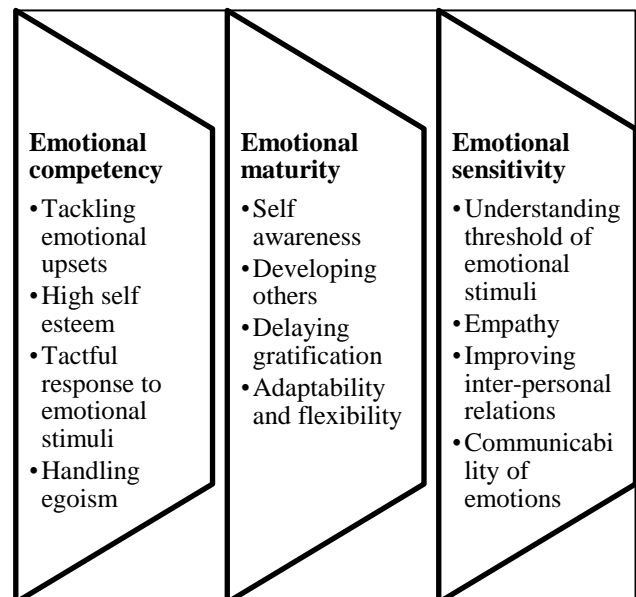 Emotional
competency
•Tackling
emotional
upsets
•High self
esteem
•Tactful
response to
emotional
stimuli
•Handling
egoism
Emotional
maturity
•Self
awareness
•Developing
others
•Delaying
gratification
•Adaptability
and flexibility
Emotional
sensitivity
•Understanding
threshold of
emotional
stimuli
•Empathy
•Improving
inter-personal
relations
•Communicabi
lity of
emotions